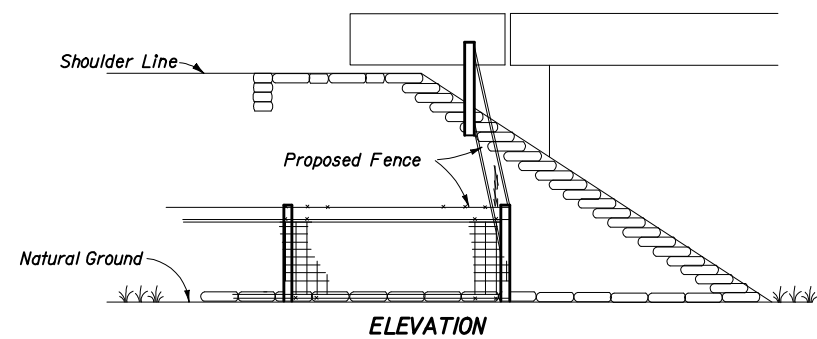 Shoulder Line
Proposed Fence
Natural Ground
ELEVATION